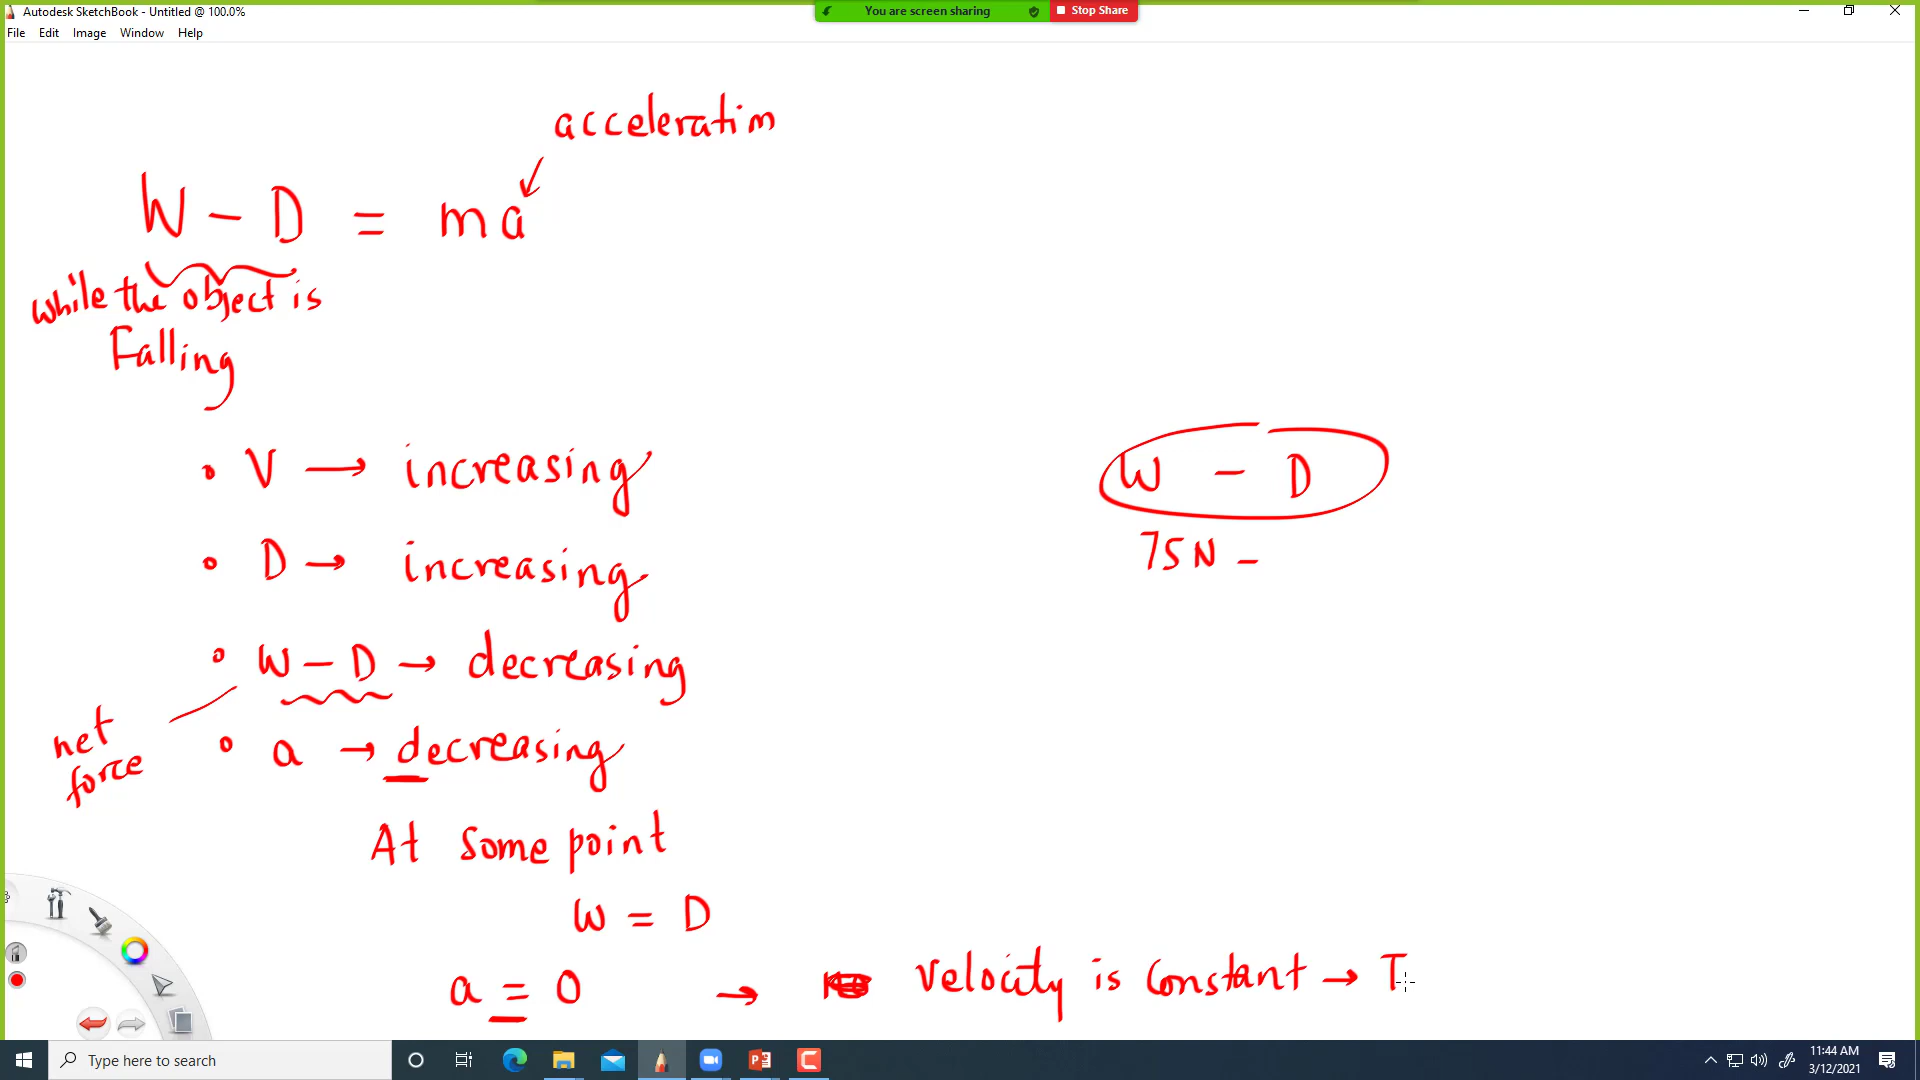 Autodesk SketchBook - Untitled @ 100.0%
You are screen sharing
Stop Share
File Edit Image Window Help
acceleration
W - D = ma
while the object is
Falling
• V → increasing
• D → increasing
• W - D → decreasing
net
force
• a → decreasing
At some point
W = D
a = 0 → velocity is constant → T
W - D
75N -
Type here to search
11:44 AM
3/12/2021